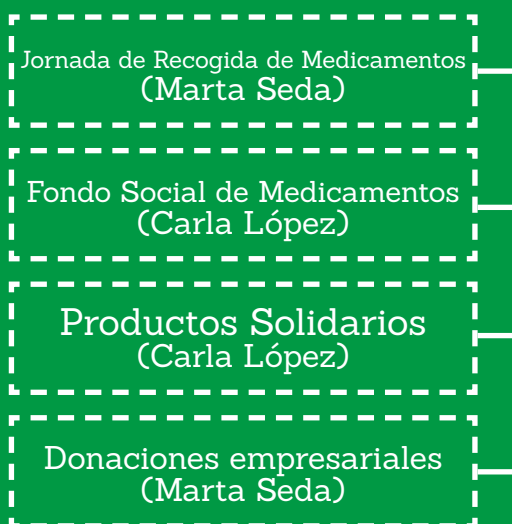 Jornada de Recogida de Medicamentos
(Marta Seda)
Fondo Social de Medicamentos
(Carla López)
Productos Solidarios
(Carla López)
Donaciones empresariales
(Marta Seda)